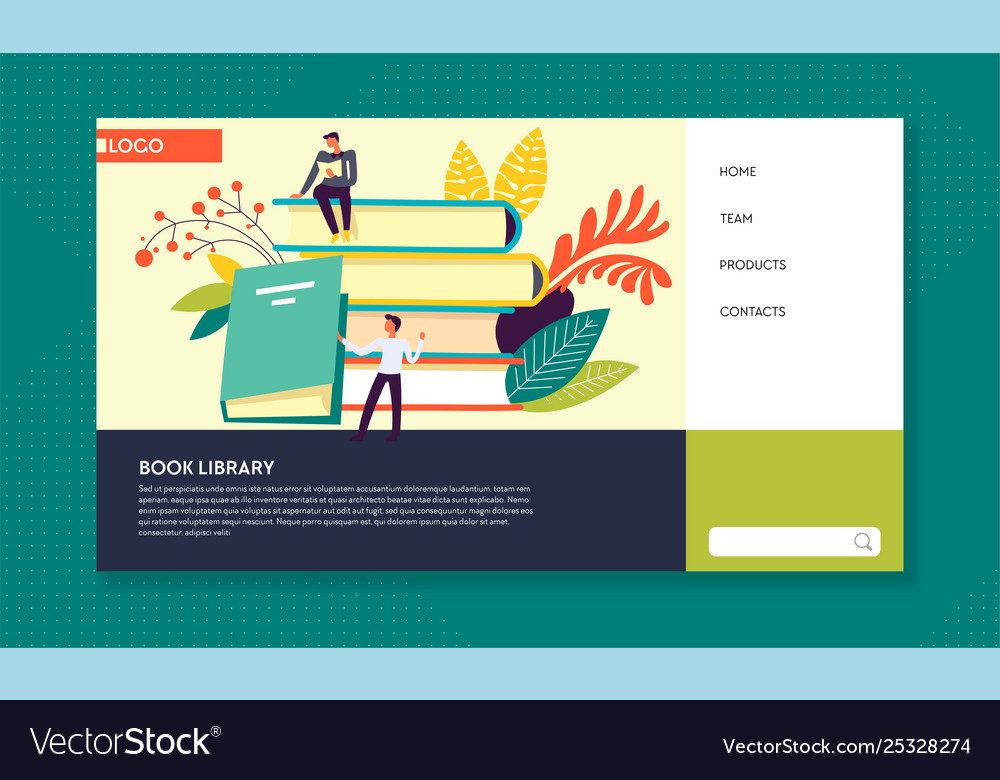 LOGO
HOME
TEAM
PRODUCTS
CONTACTS
BOOK LIBRARY
Sed ut perspiciatis unde omnis iste natus error sit voluptatem accusantium doloremque laudantium, totam rem
aperiam, eaque ipsa quae ab illo inventore veritatis et quasi architecto beatae vitae dicta sunt explicabo. Nemo
enim ipsam voluptatem quia voluptas sit aspernatur aut odit aut fugit, sed quia consequuntur magni dolores eos
qui ratione voluptatem sequi nesciunt. Neque porro quisquam est, qui dolorem ipsum quia dolor sit amet,
consectetur, adipisci veliti
VectorStock®
VectorStock.com/25328274